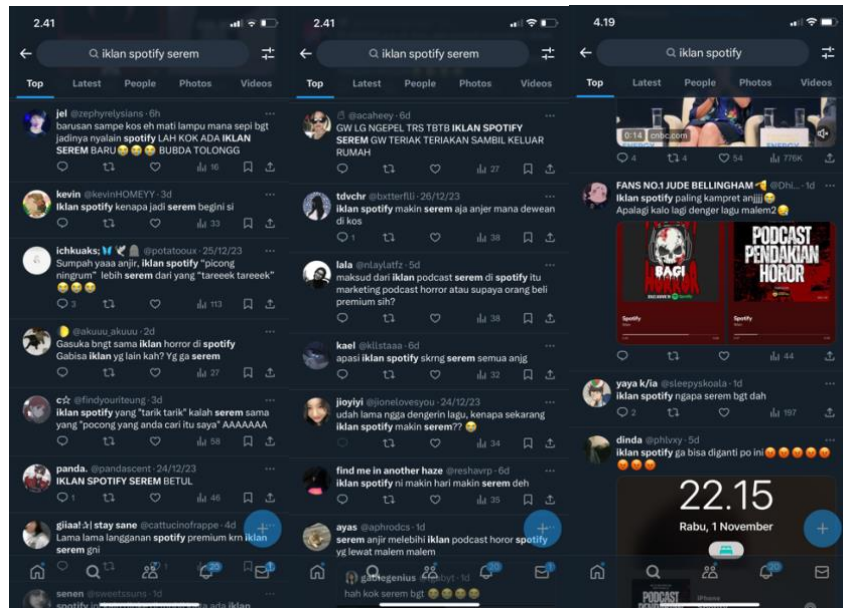 2.41
iklan spotify serem
Top Latest People Photos Videos
jel @zephyrelysians · 6h
barusan sampe kos eh mati lampu mana sepi bgt
jadinya nyalain spotify LAH KOK ADA IKLAN
SEREM BARU😭😭😭 BUBDA TOLONGG
16
kevin @kevinHOMEYY · 3d
Iklan spotify kenapa jadi serem begini si
33
ichkuaks; @potatooux · 25/12/23
Sumpah yaaa anjir, iklan spotify "picong
ningrum" lebih serem dari yang "tareeek tareeek"
😭😭😭
3 113
@akuuu_akuuu · 2d
Gasuka bngt sama iklan horror di spotify
Gabisa iklan yg lain kah? Yg ga serem
27
c☆ @findyouriteung · 3d
iklan spotify yang "tarik tarik" kalah serem sama
yang "pocong yang anda cari itu saya" AAAAAAA
58
panda. @pandascent · 24/12/23
IKLAN SPOTIFY SEREM BETUL
1 46
giiaa! | stay sane @cattucinofrappe · 4d
Lama lama langganan spotify premium krn iklan
serem gni
20 1
senen @sweetssuns · 1d
2.41
iklan spotify serem
Top Latest People Photos Videos
@acaheey · 6d
GW LG NGEPEL TRS TBTB IKLAN SPOTIFY
SEREM GW TERIAK TERIAKAN SAMBIL KELUAR
RUMAH
27
tdvchr @bxtterfili · 26/12/23
iklan spotify makin serem aja anjer mana dewean
di kos
1 38
lala @nlaylatfz · 5d
maksud dari iklan podcast serem di spotify itu
marketing podcast horror atau supaya orang beli
premium sih?
38
kael @kllstaaa · 6d
apasi iklan spotify skrng serem semua anjg
32
jioyiyi @jionelovesyou · 24/12/23
udah lama ngga dengerin lagu, kenapa sekarang
iklan spotify makin serem?? 😭
34
find me in another haze @reshavrp · 6d
iklan spotify ni makin hari makin serem deh
35
ayas @aphrodcs · 1d
serem anjir melebihi iklan podcast horor spotify
yg lewat malem malem
20
hah kok serem bgt 😭😭😭😭
4.19
iklan spotify
Top Latest People Photos Videos
0:14 cnbc.com
4 4 54 776K
FANS NO.1 JUDE BELLINGHAM @Dhi... · 1d
Iklan spotify paling kampret anjjjj😭
Apalagi kalo lagi denger lagu malem2
BAGI
HORROR
PODCAST
PENDAKIAN
HOROR
Spotify
Spotify
44
yaya k/ia @sleepyskoala · 1d
iklan spotify ngapa serem bgt dah
2 197
dinda @phlvxy · 5d
iklan spotify ga bisa diganti po ini😡😡😡😡😡
😡😡😡
22.15
Rabu, 1 November
20
PODCAST